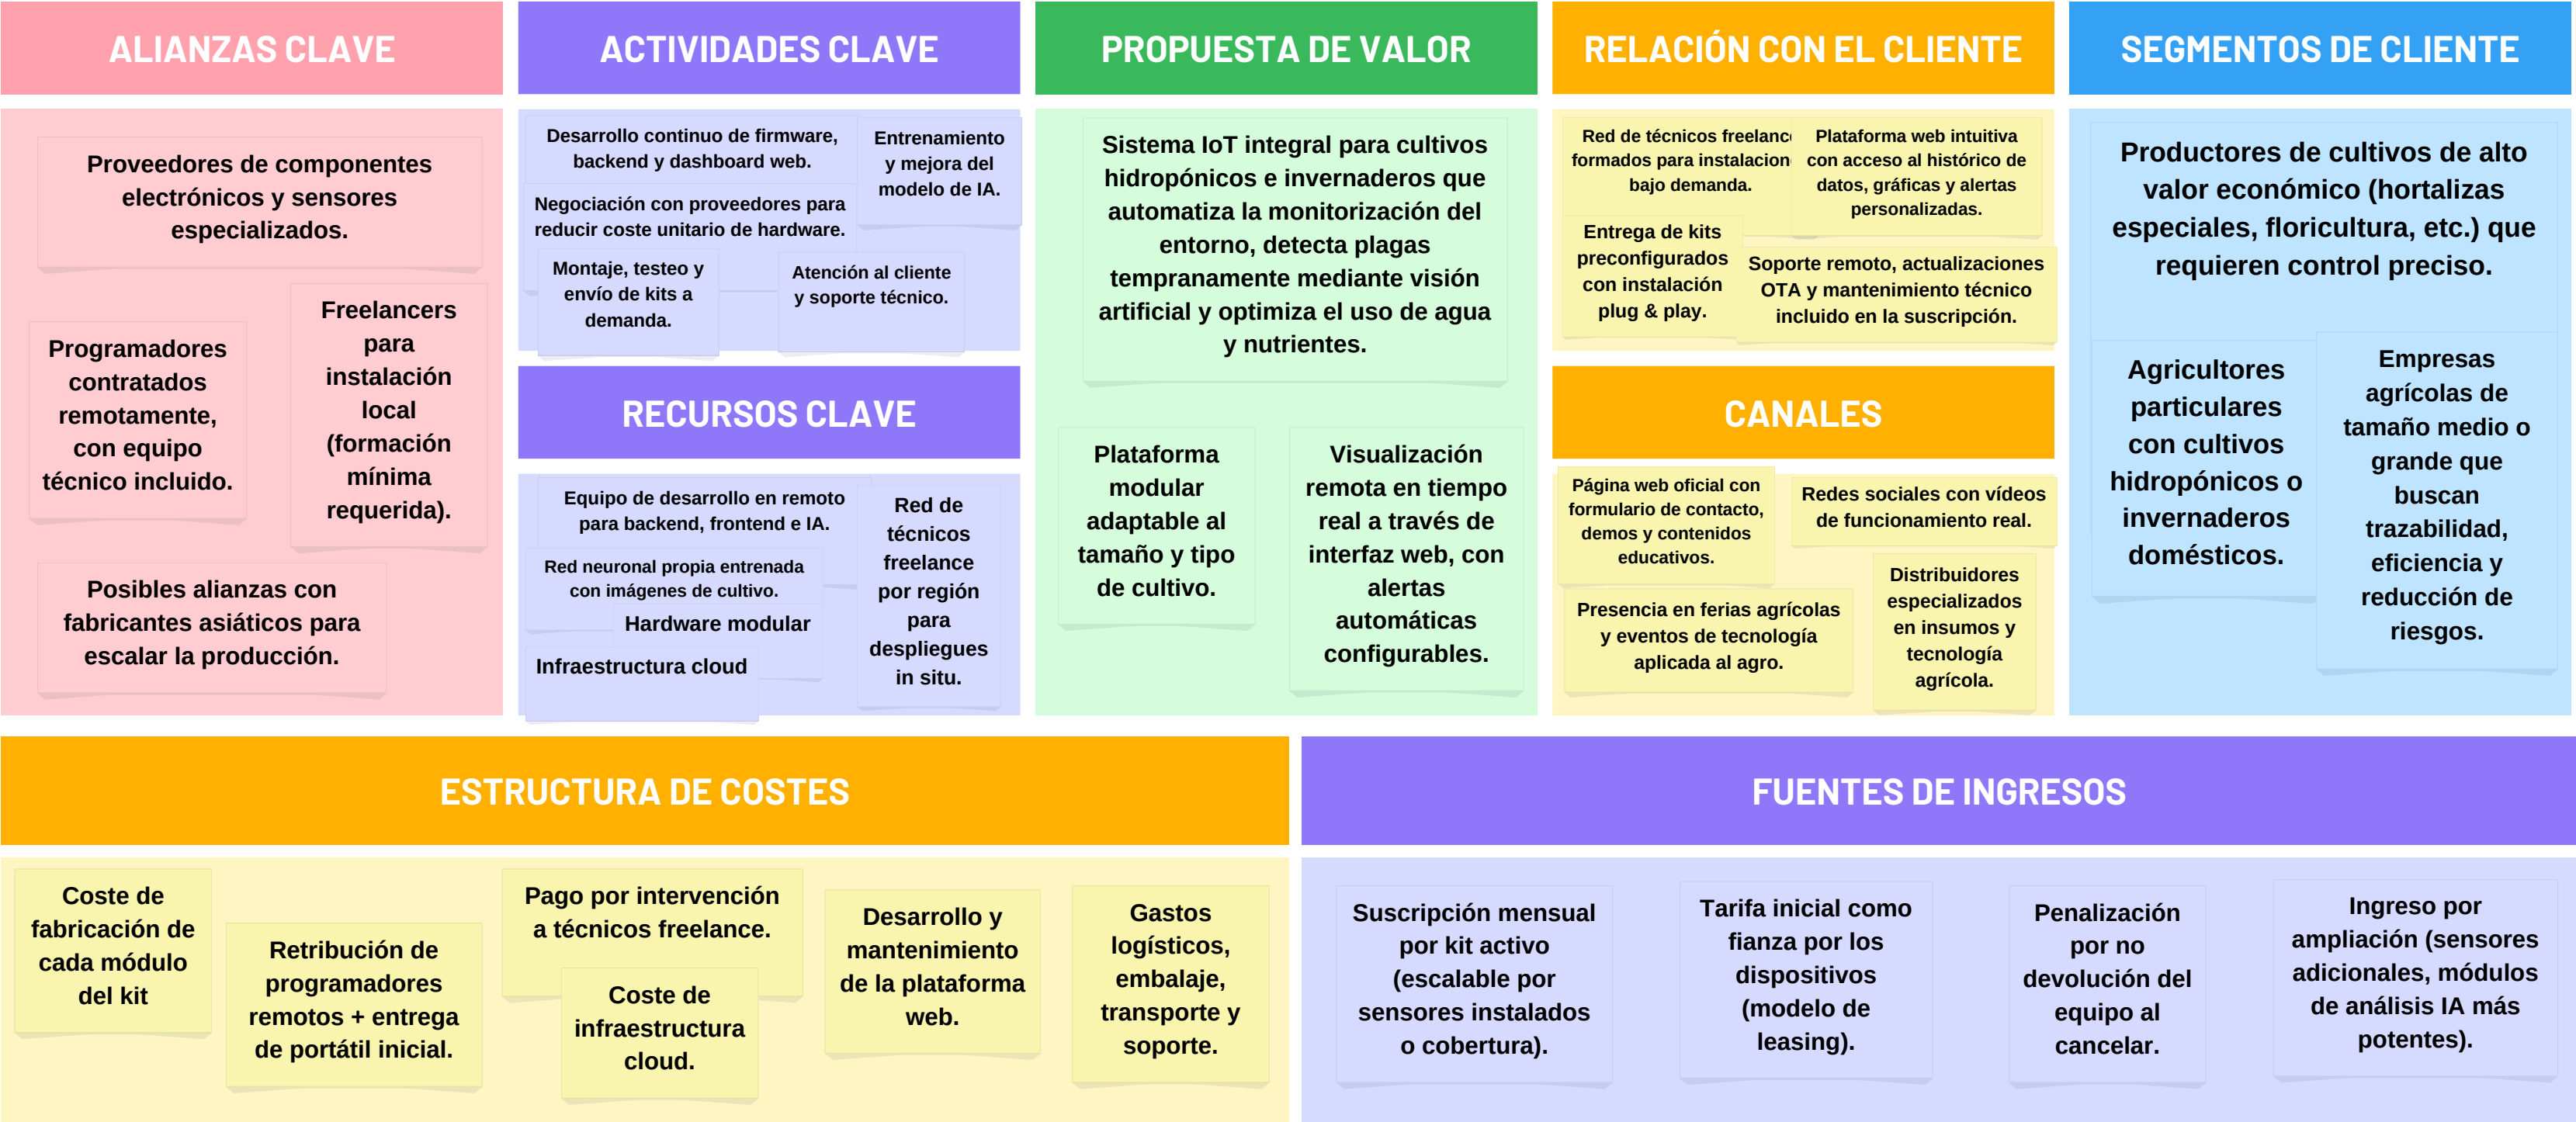 ALIANZAS CLAVE
Proveedores de componentes
electrónicos y sensores
especializados.
Programadores
contratados
remotamente,
con equipo
técnico incluido.
Freelancers
para
instalación
local
(formación
mínima
requerida).
Posibles alianzas con
fabricantes asiáticos para
escalar la producción.
ACTIVIDADES CLAVE
Desarrollo continuo de firmware,
backend y dashboard web.
Entrenamiento
y mejora del
modelo de IA.
Negociación con proveedores para
reducir coste unitario de hardware.
Montaje, testeo y
envío de kits a
demanda.
Atención al cliente
y soporte técnico.
RECURSOS CLAVE
Equipo de desarrollo en remoto
para backend, frontend e IA.
Red neuronal propia entrenada
con imágenes de cultivo.
Hardware modular
Infraestructura cloud
Red de
técnicos
freelance
por región
para
despliegues
in situ.
PROPUESTA DE VALOR
Sistema IoT integral para cultivos
hidropónicos e invernaderos que
automatiza la monitorización del
entorno, detecta plagas
tempranamente mediante visión
artificial y optimiza el uso de agua
y nutrientes.
Plataforma
modular
adaptable al
tamaño y tipo
de cultivo.
Visualización
remota en tiempo
real a través de
interfaz web, con
alertas
automáticas
configurables.
RELACIÓN CON EL CLIENTE
Red de técnicos freelanc
formados para instalacion
bajo demanda.
Plataforma web intuitiva
con acceso al histórico de
datos, gráficas y alertas
personalizadas.
Entrega de kits
preconfigurados
con instalación
plug & play.
Soporte remoto, actualizaciones
OTA y mantenimiento técnico
incluido en la suscripción.
CANALES
Página web oficial con
formulario de contacto,
demos y contenidos
educativos.
Redes sociales con vídeos
de funcionamiento real.
Presencia en ferias agrícolas
y eventos de tecnología
aplicada al agro.
Distribuidores
especializados
en insumos y
tecnología
agrícola.
SEGMENTOS DE CLIENTE
Productores de cultivos de alto
valor económico (hortalizas
especiales, floricultura, etc.) que
requieren control preciso.
Agricultores
particulares
con cultivos
hidropónicos o
invernaderos
domésticos.
Empresas
agrícolas de
tamaño medio o
grande que
buscan
trazabilidad,
eficiencia y
reducción de
riesgos.
ESTRUCTURA DE COSTES
Coste de
fabricación de
cada módulo
del kit
Retribución de
programadores
remotos + entrega
de portátil inicial.
Pago por intervención
a técnicos freelance.
Coste de
infraestructura
cloud.
Desarrollo y
mantenimiento
de la plataforma
web.
Gastos
logísticos,
embalaje,
transporte y
soporte.
FUENTES DE INGRESOS
Suscripción mensual
por kit activo
(escalable por
sensores instalados
o cobertura).
Tarifa inicial como
fianza por los
dispositivos
(modelo de
leasing).
Penalización
por no
devolución del
equipo al
cancelar.
Ingreso por
ampliación (sensores
adicionales, módulos
de análisis IA más
potentes).